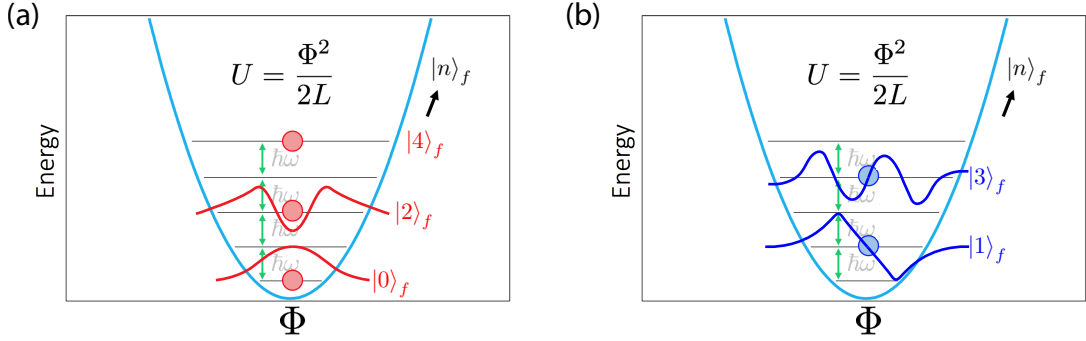 (a)
U = Φ²/2L
|n⟩_f
Energy
|4⟩_f
ħω
ħω
|2⟩_f
ħω
ħω
|0⟩_f
Φ
(b)
U = Φ²/2L
|n⟩_f
Energy
ħω
|3⟩_f
ħω
ħω
|1⟩_f
ħω
Φ